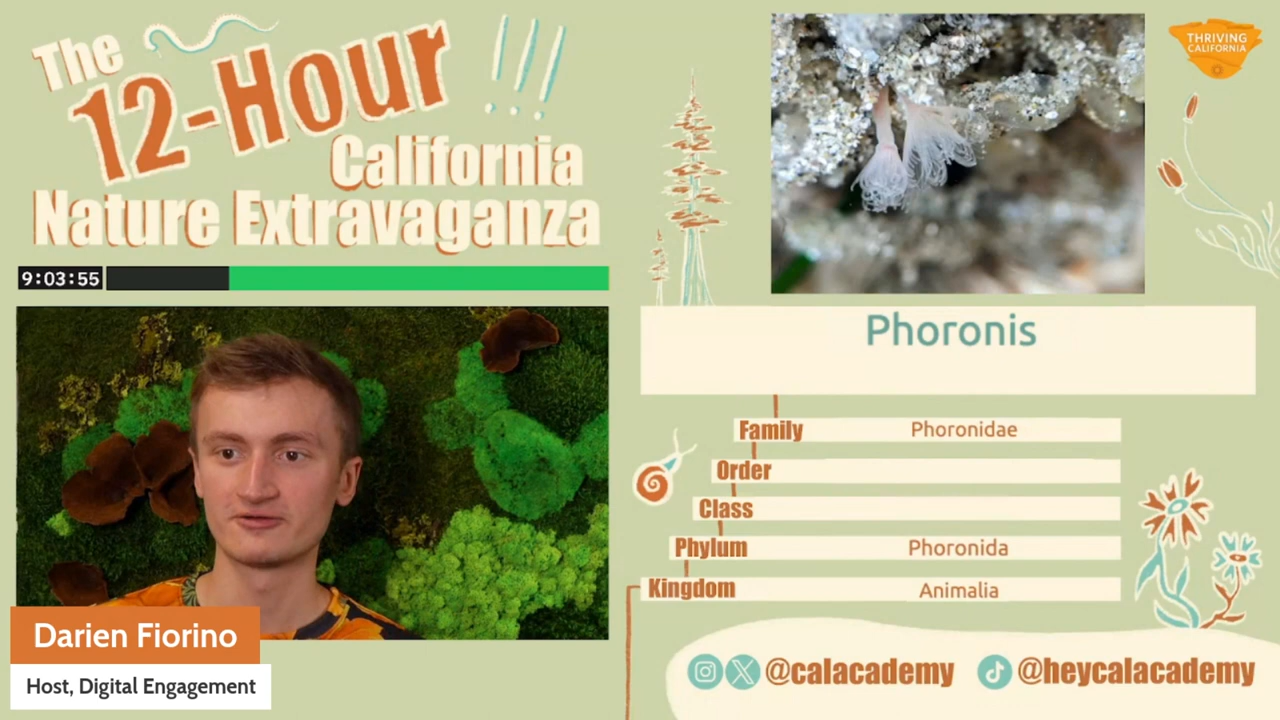 The
12-Hour !!!
California
Nature Extravaganza
9:03:55
Darien Fiorino
Host, Digital Engagement
THRIVING
CALIFORNIA
Phoronis
Family Phoronidae
Order
Class
Phylum Phoronida
Kingdom Animalia
@calacademy @heycalacademy